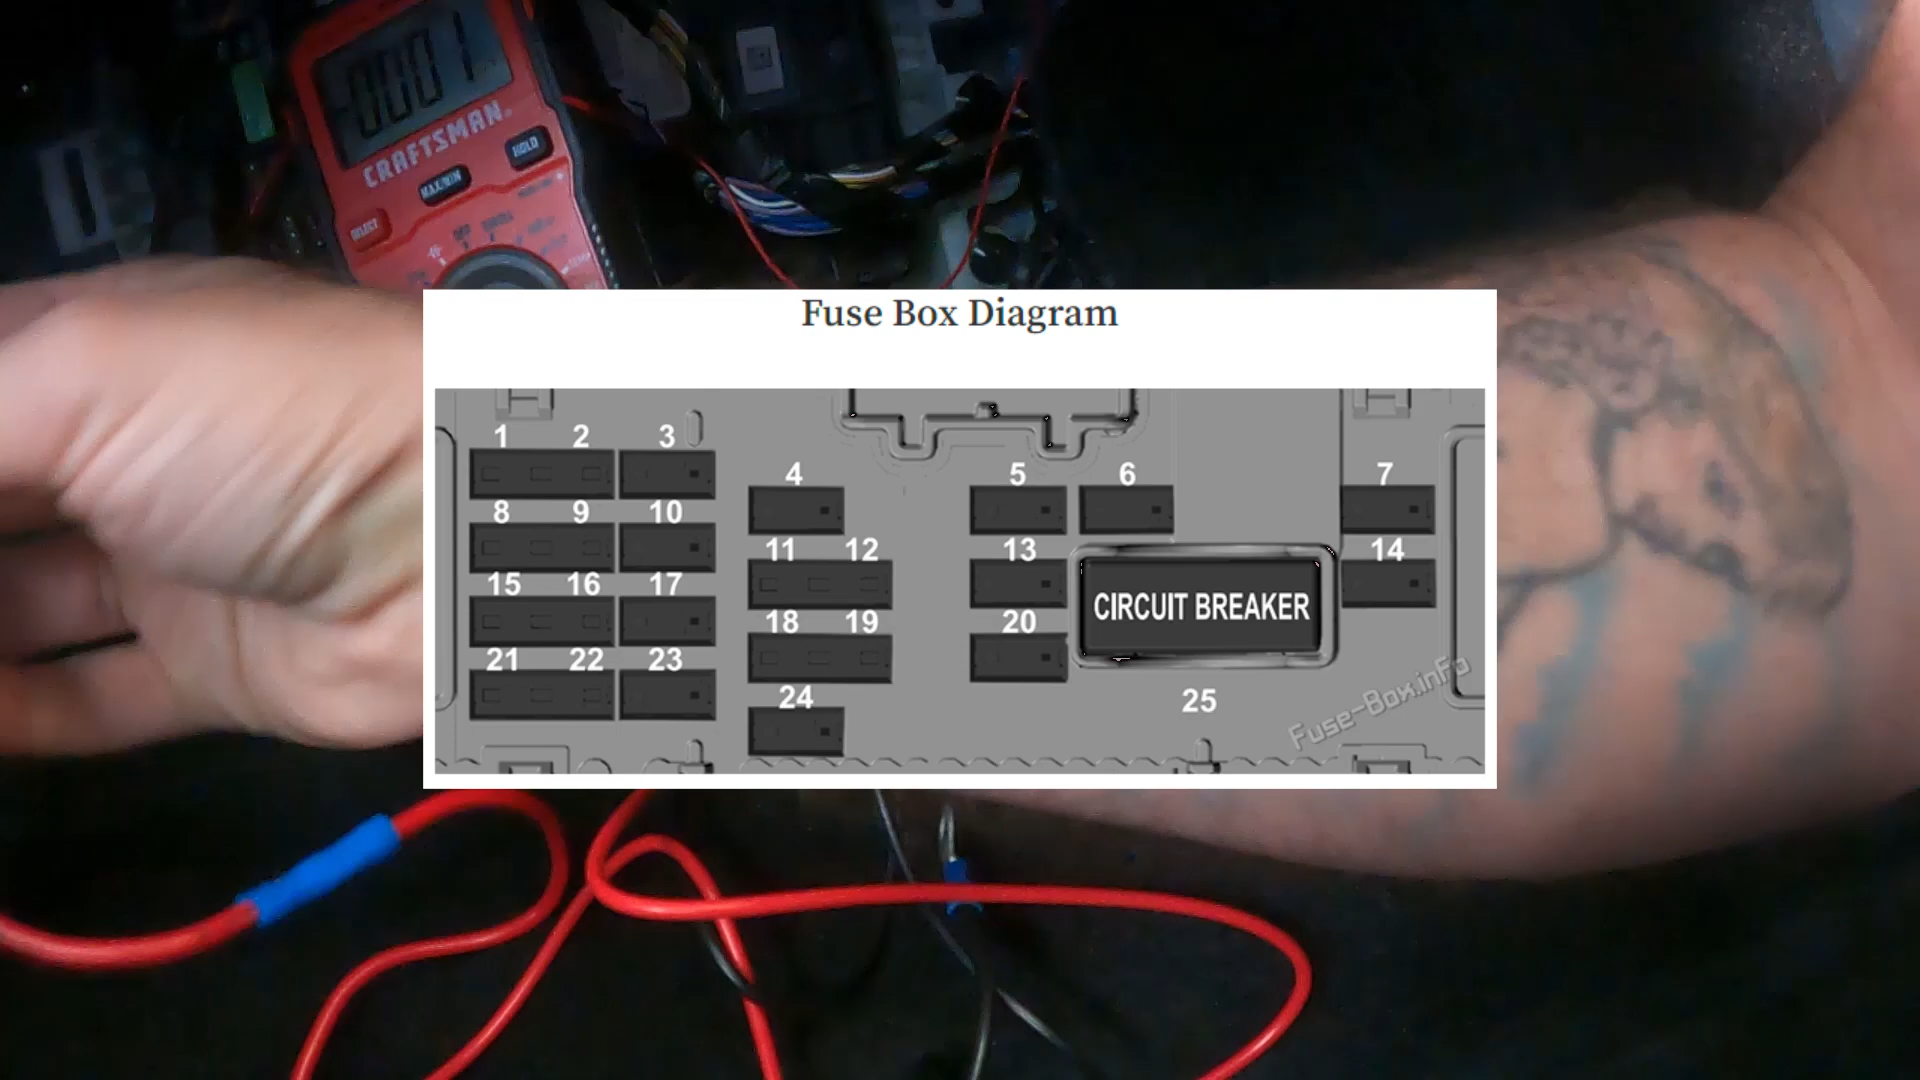 0.001
CRAFTSMAN
HOLD
MAX/MIN
SELECT
Fuse Box Diagram
1 2 3
4 5 6 7
8 9 10
11 12 13 14
15 16 17
CIRCUIT BREAKER
18 19 20
21 22 23
24 25
Fuse-Box.info